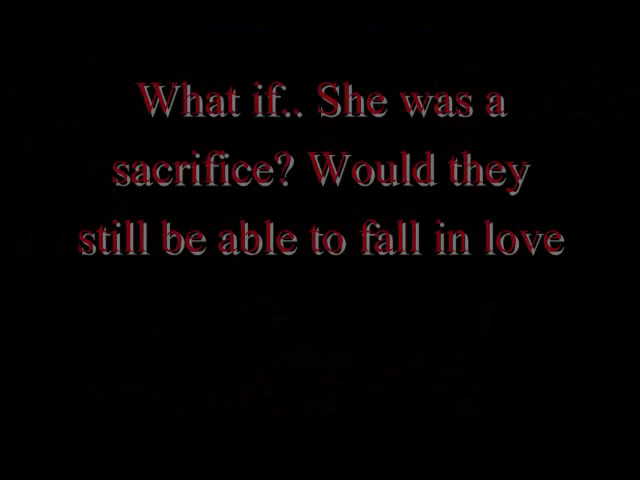 What if.. She was a
sacrifice? Would they
still be able to fall in love